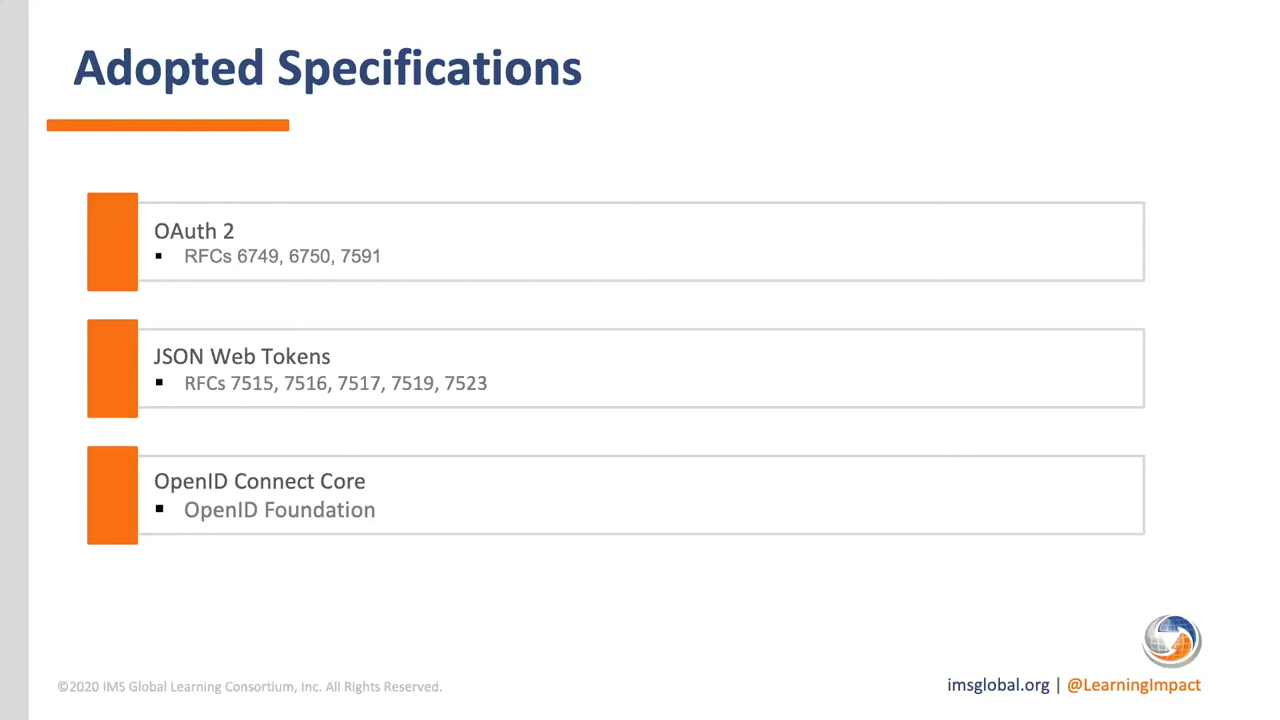 Adopted Specifications
OAuth 2
▪ RFCs 6749, 6750, 7591
JSON Web Tokens
▪ RFCs 7515, 7516, 7517, 7519, 7523
OpenID Connect Core
▪ OpenID Foundation
©2020 IMS Global Learning Consortium, Inc. All Rights Reserved.
imsglobal.org | @LearningImpact